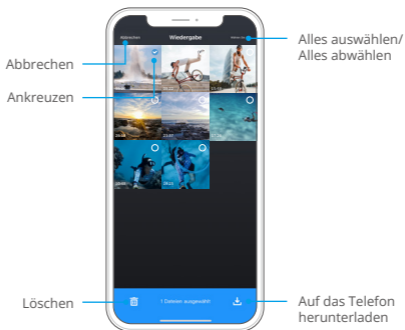 Abbrechen
Wiedergabe
Alles auswählen/
Alles abwählen
Abbrechen
Ankreuzen
1 Dateien ausgewählt
Löschen
Auf das Telefon
herunterladen